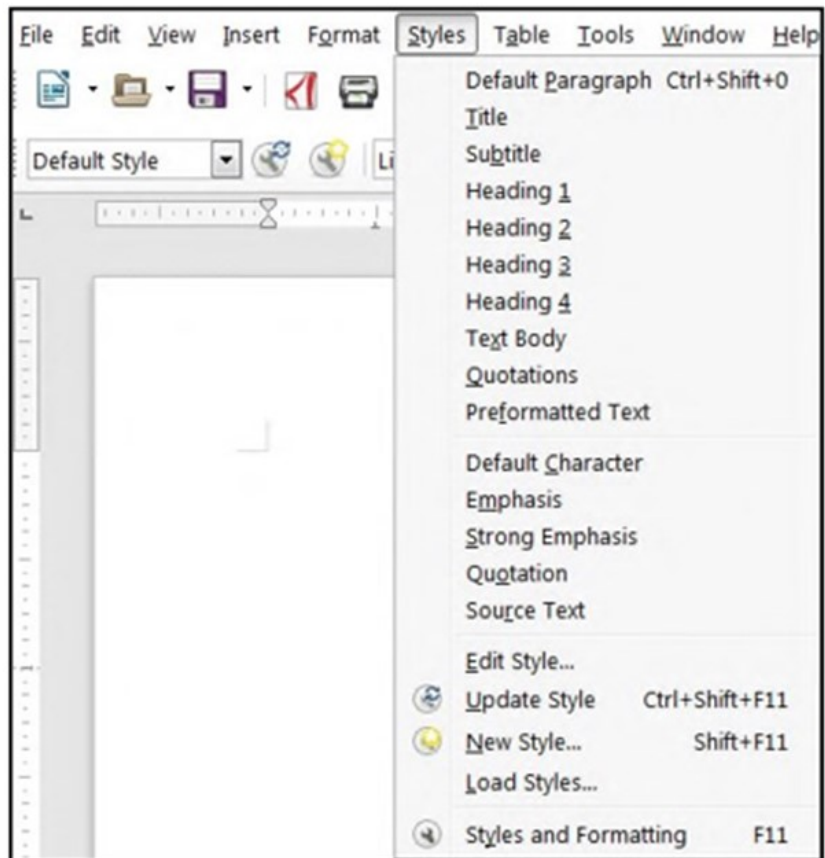 File Edit View Insert Format Styles Table Tools Window Help
Default Paragraph Ctrl+Shift+0
Title
Subtitle
Default Style Li
Heading 1
Heading 2
Heading 3
Heading 4
Text Body
Quotations
Preformatted Text
Default Character
Emphasis
Strong Emphasis
Quotation
Source Text
Edit Style...
Update Style Ctrl+Shift+F11
New Style... Shift+F11
Load Styles...
Styles and Formatting F11